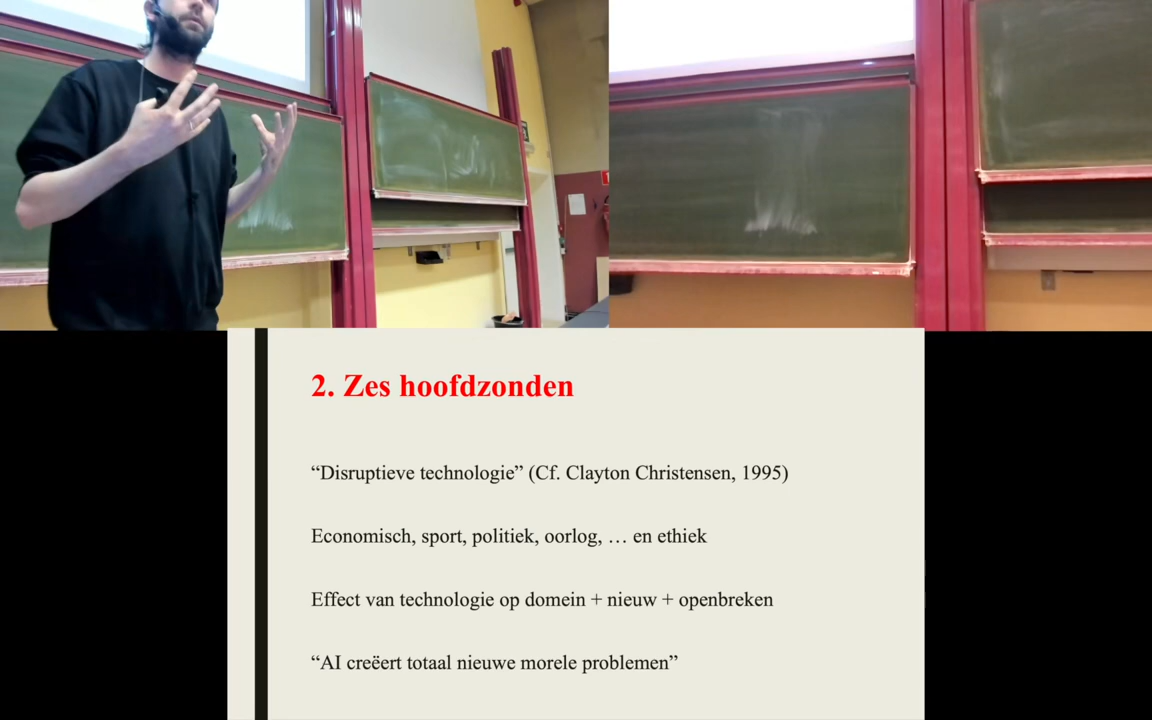 2. Zes hoofdzonden
“Disruptieve technologie” (Cf. Clayton Christensen, 1995)
Economisch, sport, politiek, oorlog, … en ethiek
Effect van technologie op domein + nieuw + openbreken
“AI creëert totaal nieuwe morele problemen”